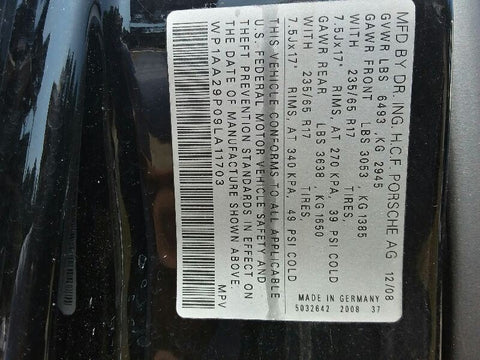 MFD BY DR. ING. H.C.F. PORSCHE AG 12/08
GVWR LBS 6493, KG 2945
GAWR FRONT LBS 3053 KG1385
WITH 235/65 R17 TIRES,
7.5Jx17" RIMS, AT 270 KPA, 39 PSI COLD
GAWR REAR LBS 3638 KG1650
WITH 235/65 R17 TIRES,
7.5Jx17" RIMS, AT 340 KPA, 49 PSI COLD
THIS VEHICLE CONFORMS TO ALL APPLICABLE
U.S. FEDERAL MOTOR VEHICLE SAFETY AND
THEFT PREVENTION STANDARDS IN EFFECT ON
THE DATE OF MANUFACTURE SHOWN ABOVE.
WP1AA29P09LA11703 MPV
MADE IN GERMANY
5032642 2008 37